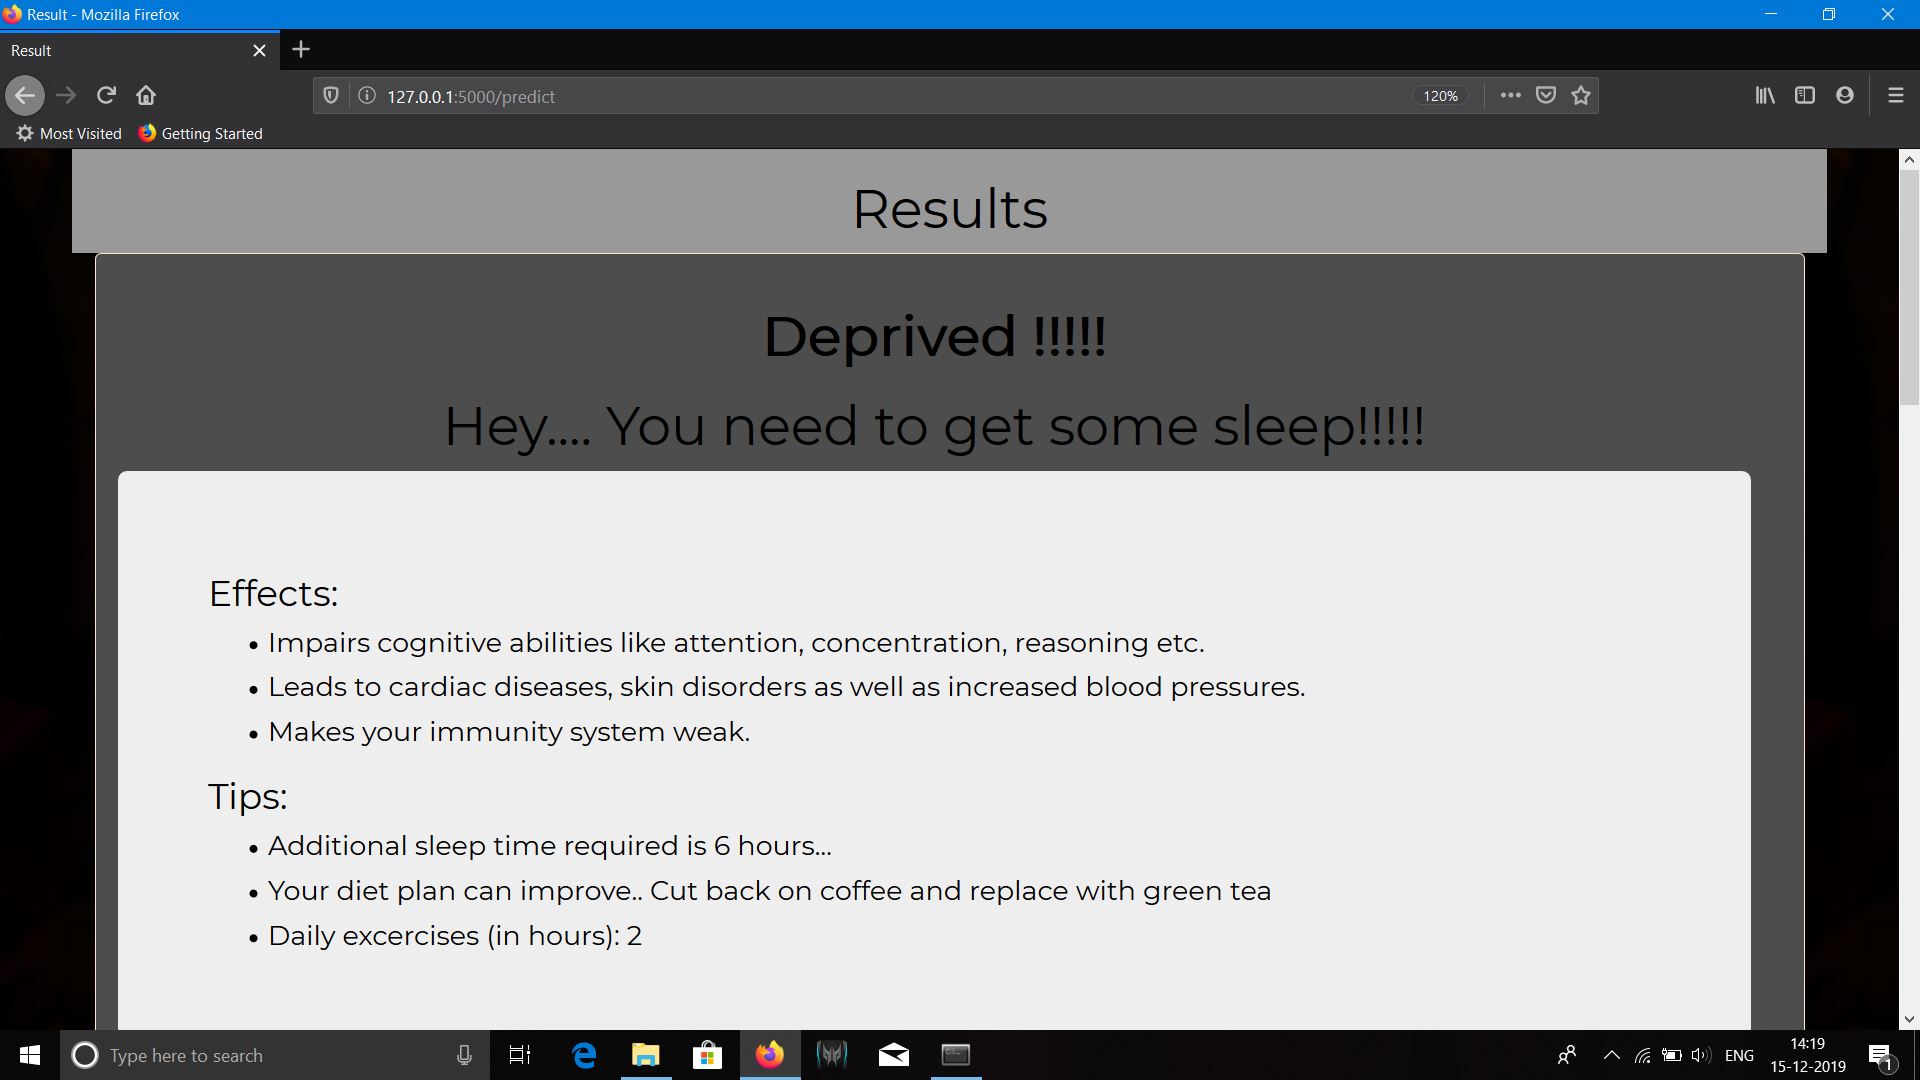 Result - Mozilla Firefox
Result
127.0.0.1:5000/predict
120%
Most Visited
Getting Started
Results
Deprived !!!!!
Hey.... You need to get some sleep!!!!!
Effects:
Impairs cognitive abilities like attention, concentration, reasoning etc.
Leads to cardiac diseases, skin disorders as well as increased blood pressures.
Makes your immunity system weak.
Tips:
Additional sleep time required is 6 hours...
Your diet plan can improve.. Cut back on coffee and replace with green tea
Daily excercises (in hours): 2
Type here to search
ENG
14:19
15-12-2019
1